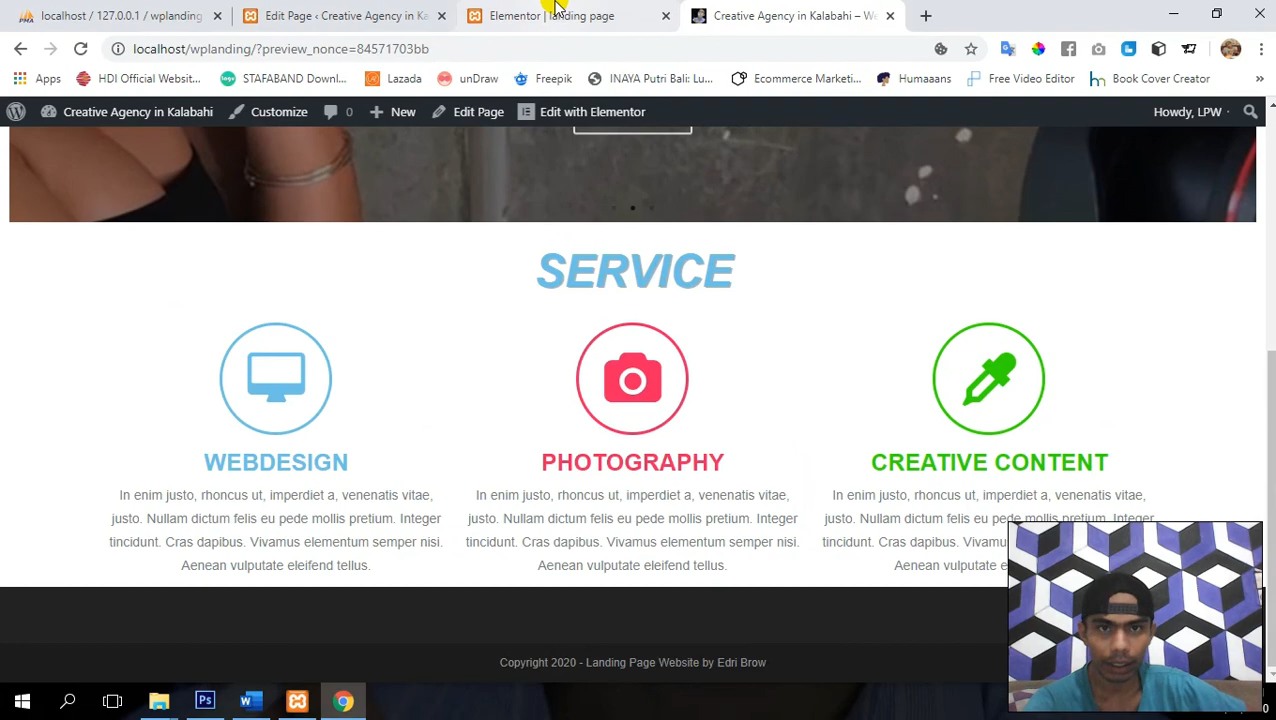 localhost / 127.0.0.1 / wplanding
Edit Page ‹ Creative Agency in Ka
Elementor | landing page
Creative Agency in Kalabahi – We
localhost/wplanding/?preview_nonce=84571703bb
Apps
HDI Official Websit...
STAFABAND Downl...
Lazada
unDraw
Freepik
INAYA Putri Bali: Lu...
Ecommerce Marketi...
Humaaans
Free Video Editor
Book Cover Creator
»
Creative Agency in Kalabahi
Customize
0
New
Edit Page
Edit with Elementor
Howdy, LPW
SERVICE
WEBDESIGN
PHOTOGRAPHY
CREATIVE CONTENT
In enim justo, rhoncus ut, imperdiet a, venenatis vitae,
justo. Nullam dictum felis eu pede mollis pretium. Integer
tincidunt. Cras dapibus. Vivamus elementum semper nisi.
Aenean vulputate eleifend tellus.
In enim justo, rhoncus ut, imperdiet a, venenatis vitae,
justo. Nullam dictum felis eu pede mollis pretium. Integer
tincidunt. Cras dapibus. Vivamus elementum semper nisi.
Aenean vulputate eleifend tellus.
In enim justo, rhoncus ut, imperdiet a, venenatis vitae,
justo. Nullam dictum felis eu pede mollis pretium. Integer
tincidunt. Cras dapibus. Vivamus
Aenean vulputate
Copyright 2020 - Landing Page Website by Edri Brow